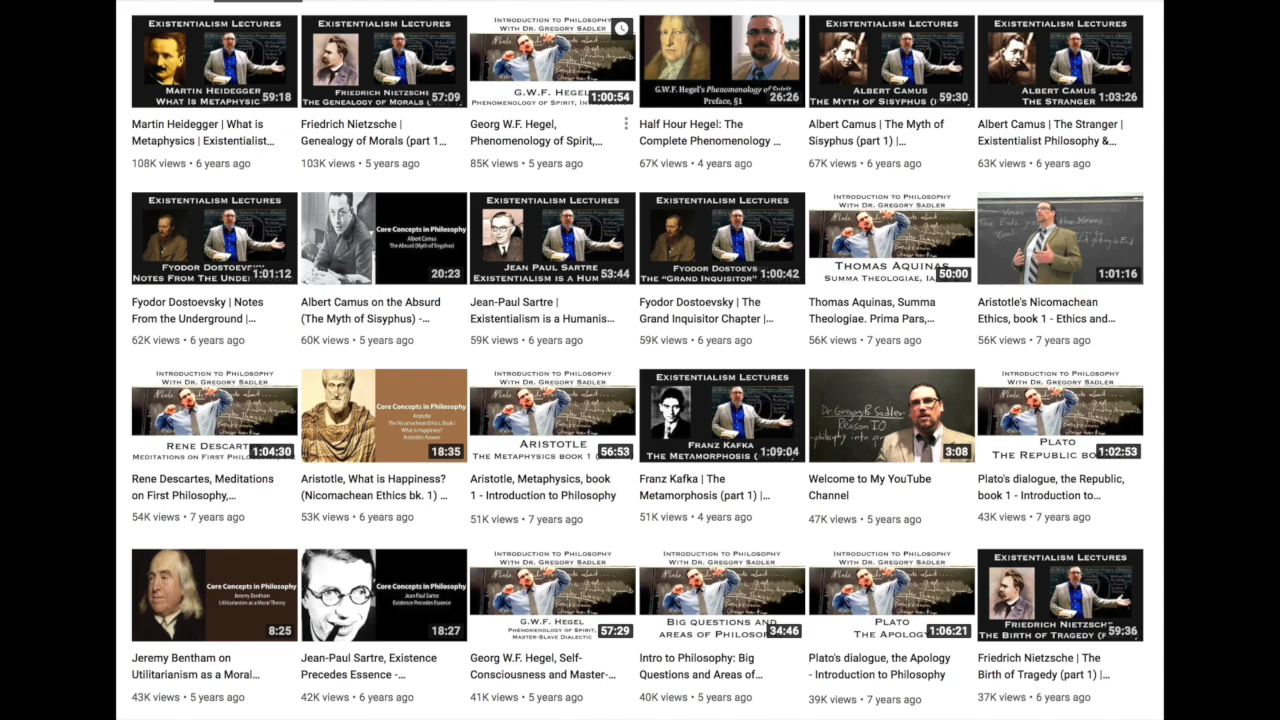 EXISTENTIALISM LECTURES
MARTIN HEIDEGGER
WHAT IS METAPHYSIC
59:18
EXISTENTIALISM LECTURES
FRIEDRICH NIETZSCHE
THE GENEALOGY OF MORALS (
57:09
INTRODUCTION TO PHILOSOPHY
WITH DR. GREGORY SADLER
G.W.F. HEGEL
PHENOMENOLOGY OF SPIRIT, IN
1:00:54
G.W.F. Hegel's Phenomenology of Spirit
Preface, §1
26:26
EXISTENTIALISM LECTURES
ALBERT CAMUS
THE MYTH OF SISYPHUS (
59:30
EXISTENTIALISM LECTURES
ALBERT CAMUS
THE STRANGER
1:03:26
Martin Heidegger | What is
Metaphysics | Existentialist...
108K views • 6 years ago
Friedrich Nietzsche |
Genealogy of Morals (part 1...
103K views • 5 years ago
Georg W.F. Hegel,
Phenomenology of Spirit,...
85K views • 5 years ago
Half Hour Hegel: The
Complete Phenomenology ...
67K views • 4 years ago
Albert Camus | The Myth of
Sisyphus (part 1) |...
67K views • 6 years ago
Albert Camus | The Stranger |
Existentialist Philosophy &...
63K views • 6 years ago
EXISTENTIALISM LECTURES
FYODOR DOSTOEVSKY
NOTES FROM THE UNDE
1:01:12
Core Concepts in Philosophy
Albert Camus
The Absurd (Myth of Sisyphus)
20:23
EXISTENTIALISM LECTURES
JEAN PAUL SARTRE
EXISTENTIALISM IS A HUM
53:44
EXISTENTIALISM LECTURES
FYODOR DOSTOEVS
THE "GRAND INQUISITOR"
1:00:42
INTRODUCTION TO PHILOSOPHY
WITH DR. GREGORY SADLER
THOMAS AQUINAS
SUMMA THEOLOGIAE, IA
50:00
1:01:16
Fyodor Dostoevsky | Notes
From the Underground |...
62K views • 6 years ago
Albert Camus on the Absurd
(The Myth of Sisyphus) -...
60K views • 5 years ago
Jean-Paul Sartre |
Existentialism is a Humanis...
59K views • 6 years ago
Fyodor Dostoevsky | The
Grand Inquisitor Chapter |...
59K views • 6 years ago
Thomas Aquinas, Summa
Theologiae. Prima Pars,...
56K views • 7 years ago
Aristotle's Nicomachean
Ethics, book 1 - Ethics and...
56K views • 7 years ago
INTRODUCTION TO PHILOSOPHY
WITH DR. GREGORY SADLER
RENE DESCART
MEDITATIONS ON FIRST PHILO
1:04:30
Core Concepts in Philosophy
Aristotle
The Nicomachean Ethics, Book I
What is Happiness?
Aristotle's Answer
18:35
INTRODUCTION TO PHILOSOPHY
WITH DR. GREGORY SADLER
ARISTOTLE
THE METAPHYSICS BOOK 1 (
56:53
EXISTENTIALISM LECTURES
FRANZ KAFKA
THE METAMORPHOSIS (
1:09:04
Dr Gregory B Sadler
Reason IO
philosophy into pr
3:08
INTRODUCTION TO PHILOSOPHY
WITH DR. GREGORY SADLER
PLATO
THE REPUBLIC BO
1:02:53
Rene Descartes, Meditations
on First Philosophy,...
54K views • 7 years ago
Aristotle, What is Happiness?
(Nicomachean Ethics bk. 1) ...
53K views • 6 years ago
Aristotle, Metaphysics, book
1 - Introduction to Philosophy
51K views • 7 years ago
Franz Kafka | The
Metamorphosis (part 1) |...
51K views • 4 years ago
Welcome to My YouTube
Channel
47K views • 5 years ago
Plato's dialogue, the Republic,
book 1 - Introduction to...
43K views • 7 years ago
Core Concepts in Philosophy
Jeremy Bentham
Utilitarianism as a Moral Theory
8:25
Core Concepts in Philosophy
Jean Paul Sartre
Existence Precedes Essence
18:27
INTRODUCTION TO PHILOSOPHY
WITH DR. GREGORY SADLER
G.W.F. HEGEL
PHENOMENOLOGY OF SPIRIT,
MASTER-SLAVE DIALECTIC
57:29
INTRODUCTION TO PHILOSOPHY
WITH DR. GREGORY SADLER
BIG QUESTIONS AND
AREAS OF PHILOSO
34:46
INTRODUCTION TO PHILOSOPHY
WITH DR. GREGORY SADLER
PLATO
THE APOLOG
1:06:21
EXISTENTIALISM LECTURES
FRIEDRICH NIETZSCHE
THE BIRTH OF TRAGEDY (P
59:36
Jeremy Bentham on
Utilitarianism as a Moral...
43K views • 5 years ago
Jean-Paul Sartre, Existence
Precedes Essence -...
42K views • 6 years ago
Georg W.F. Hegel, Self-
Consciousness and Master-...
41K views • 5 years ago
Intro to Philosophy: Big
Questions and Areas of...
40K views • 5 years ago
Plato's dialogue, the Apology
- Introduction to Philosophy
39K views • 7 years ago
Friedrich Nietzsche | The
Birth of Tragedy (part 1) |...
37K views • 6 years ago